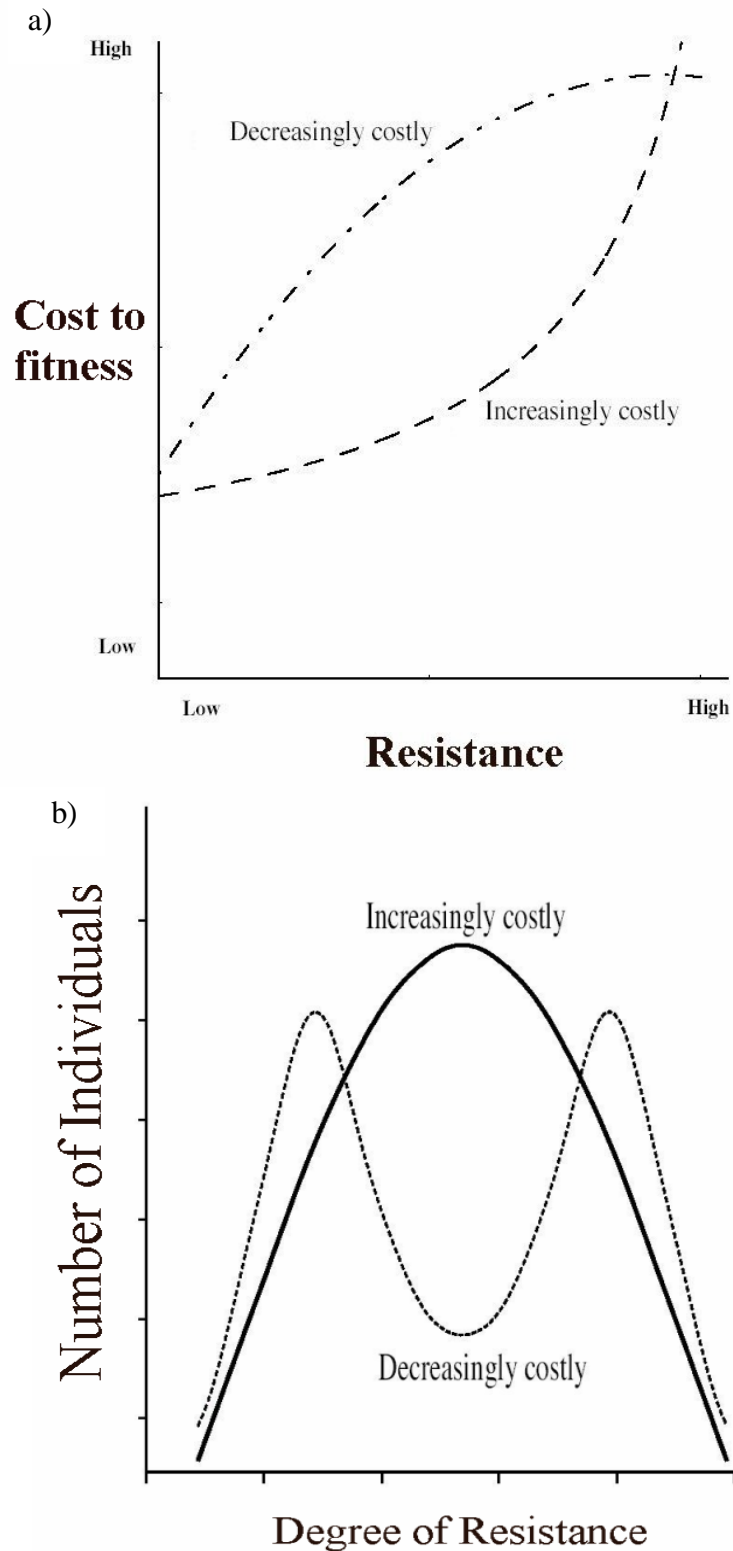 a)
High
Decreasingly costly
Cost to
fitness
Increasingly costly
Low
Low
High
Resistance
b)
Number of Individuals
Increasingly costly
Decreasingly costly
Degree of Resistance